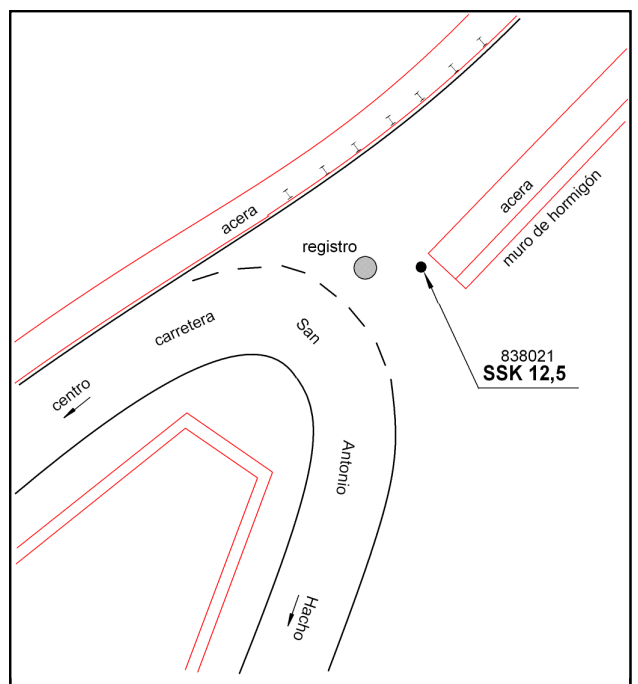 acera
acera
muro de hormigón
registro
carretera
San
Antonio
838021
SSK 12,5
centro
Hacho